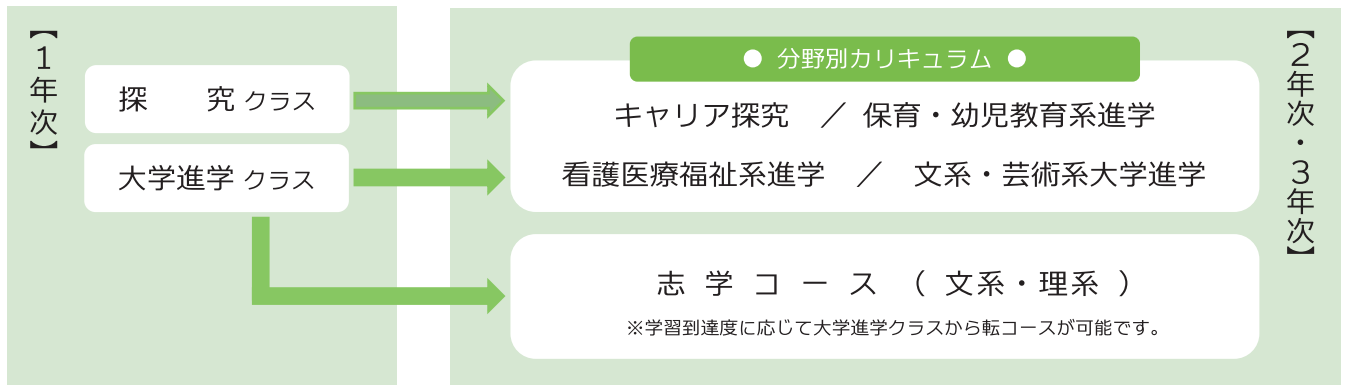 【1年次】
探　究 クラス
大学進学 クラス
● 分野別カリキュラム ●
キャリア探究　／ 保育・幼児教育系進学
看護医療福祉系進学　／　文系・芸術系大学進学
志学コース（文系・理系）
※学習到達度に応じて大学進学クラスから転コースが可能です。
【2年次・3年次】